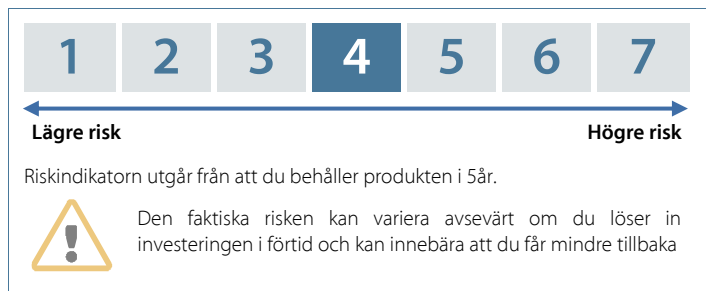 1 2 3 4 5 6 7
Lägre risk Högre risk
Riskindikatorn utgår från att du behåller produkten i 5år.
Den faktiska risken kan variera avsevärt om du löser in
investeringen i förtid och kan innebära att du får mindre tillbaka